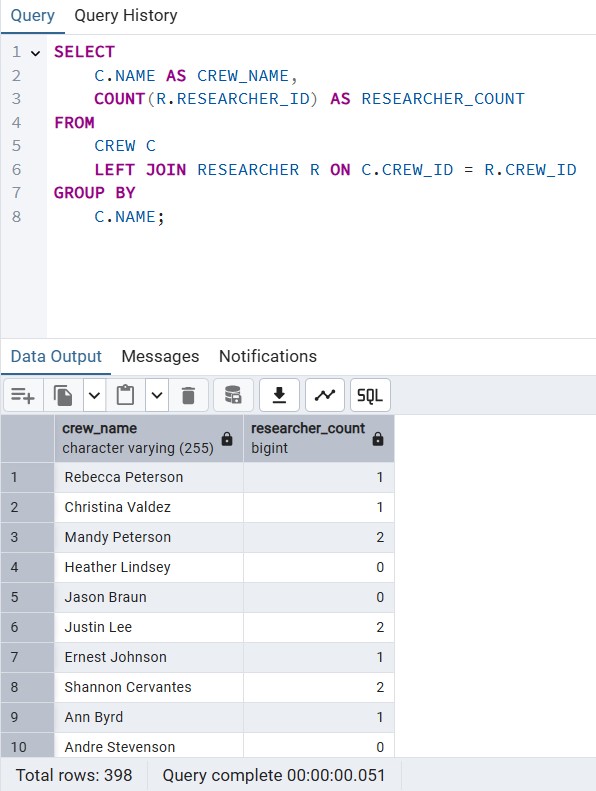 Query Query History
1 SELECT
2 C.NAME AS CREW_NAME,
3 COUNT(R.RESEARCHER_ID) AS RESEARCHER_COUNT
4 FROM
5 CREW C
6 LEFT JOIN RESEARCHER R ON C.CREW_ID = R.CREW_ID
7 GROUP BY
8 C.NAME;
Data Output Messages Notifications
SQL
crew_name researcher_count
character varying (255) bigint
1 Rebecca Peterson 1
2 Christina Valdez 1
3 Mandy Peterson 2
4 Heather Lindsey 0
5 Jason Braun 0
6 Justin Lee 2
7 Ernest Johnson 1
8 Shannon Cervantes 2
9 Ann Byrd 1
10 Andre Stevenson 0
Total rows: 398 Query complete 00:00:00.051